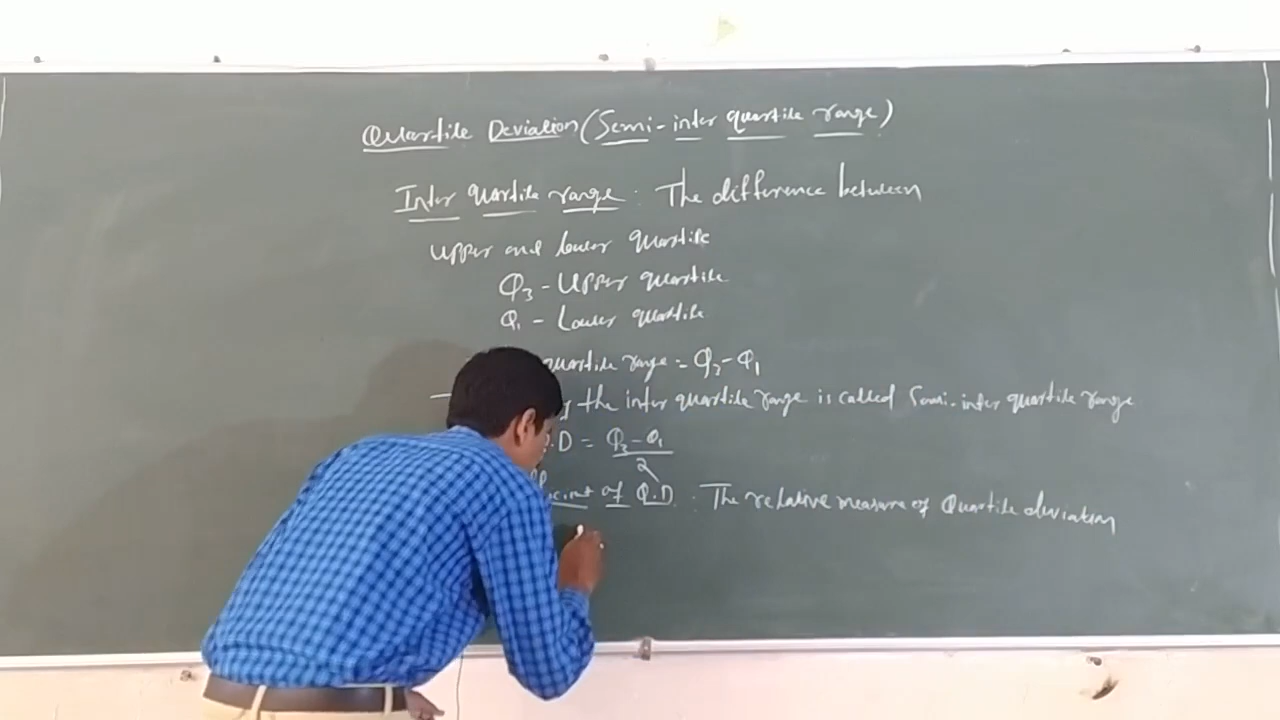 Quartile Deviation (Semi-inter quartile range)
Inter quartile range : The difference between
Upper and lower quartile
Q3 - Upper quartile
Q1 - Lower quartile
quartile range = Q3 - Q1
the inter quartile range is called Semi-inter quartile range
.D = Q3 - Q1 / 2
of Q.D : The relative measure of Quartile deviation